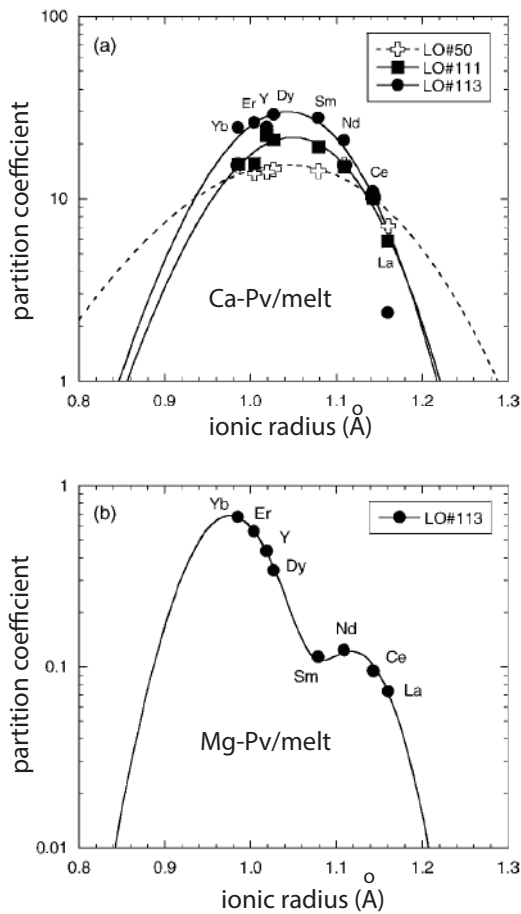 100
(a)
LO#50
LO#111
LO#113
Er Y Dy
Sm
Yb
Nd
10
Ce
La
partition coefficient
Ca-Pv/melt
1
0.8 0.9 1.0 1.1 1.2 1.3
ionic radius (Å)
1
(b)
LO#113
Yb
Er
Y
Dy
partition coefficient
0.1
Nd
Sm
Ce
La
Mg-Pv/melt
0.01
0.8 0.9 1.0 1.1 1.2 1.3
ionic radius (Å)